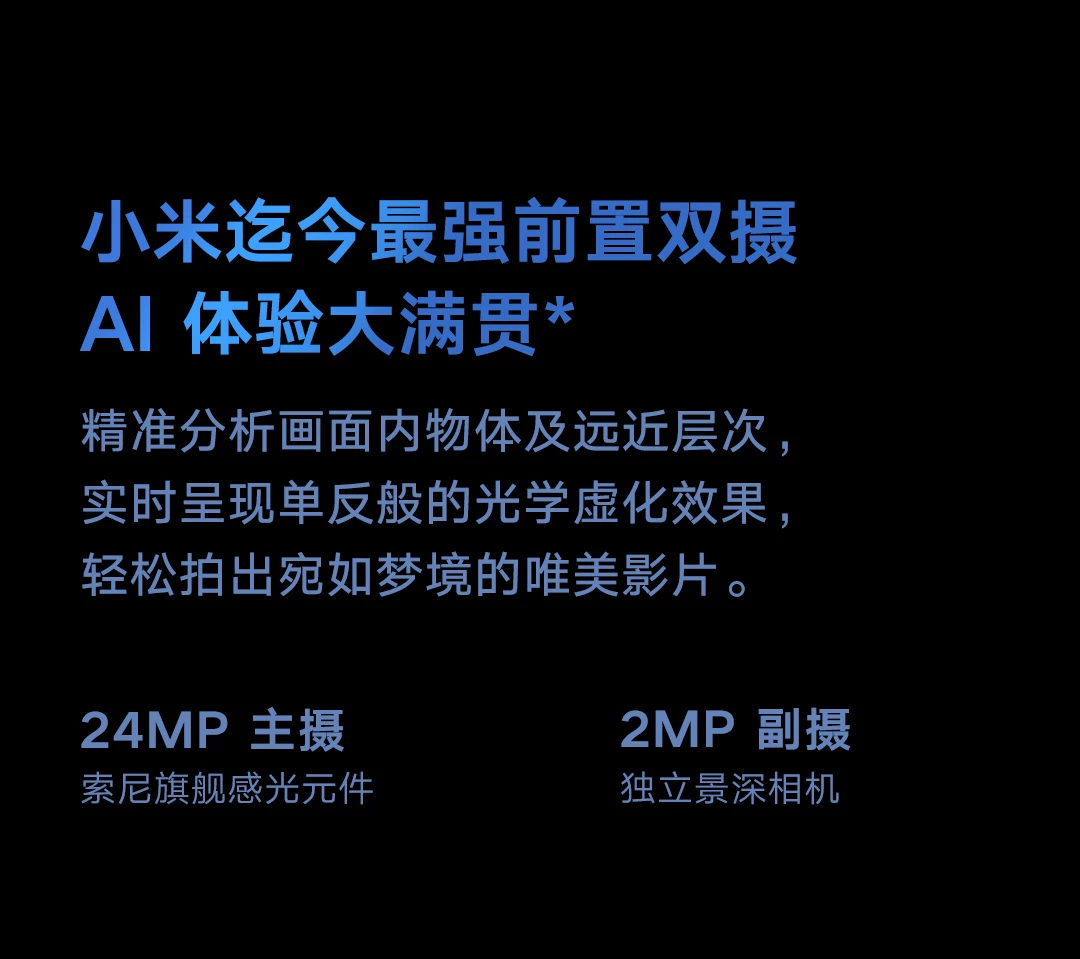 小米迄今最强前置双摄
AI 体验大满贯*
精准分析画面内物体及远近层次，
实时呈现单反般的光学虚化效果，
轻松拍出宛如梦境的唯美影片。
24MP 主摄
索尼旗舰感光元件
2MP 副摄
独立景深相机